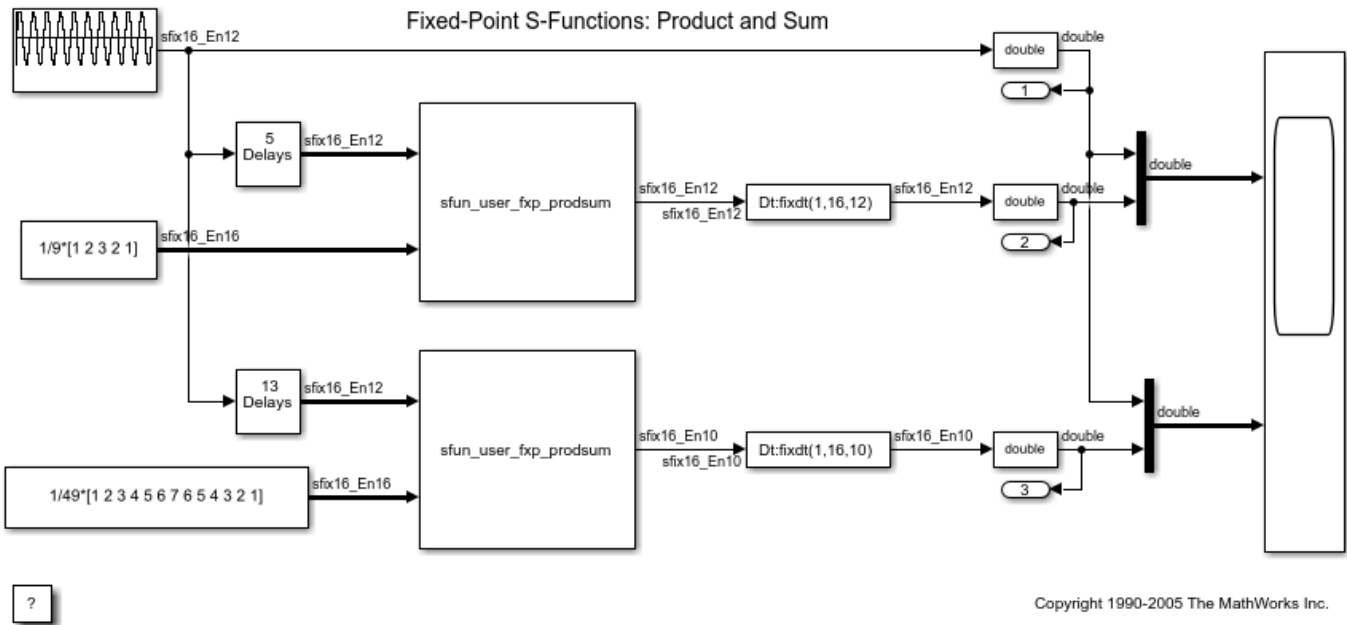 Fixed-Point S-Functions: Product and Sum
sfix16_En12
double
double
1
5
Delays
sfix16_En12
sfun_user_fxp_prodsum
sfix16_En12
sfix16_En12
Dt:fixdt(1,16,12)
sfix16_En12
double
double
2
double
1/9*[1 2 3 2 1]
sfix16_En16
13
Delays
sfix16_En12
sfun_user_fxp_prodsum
sfix16_En10
sfix16_En10
Dt:fixdt(1,16,10)
sfix16_En10
double
double
3
double
1/49*[1 2 3 4 5 6 7 6 5 4 3 2 1]
sfix16_En16
?
Copyright 1990-2005 The MathWorks Inc.